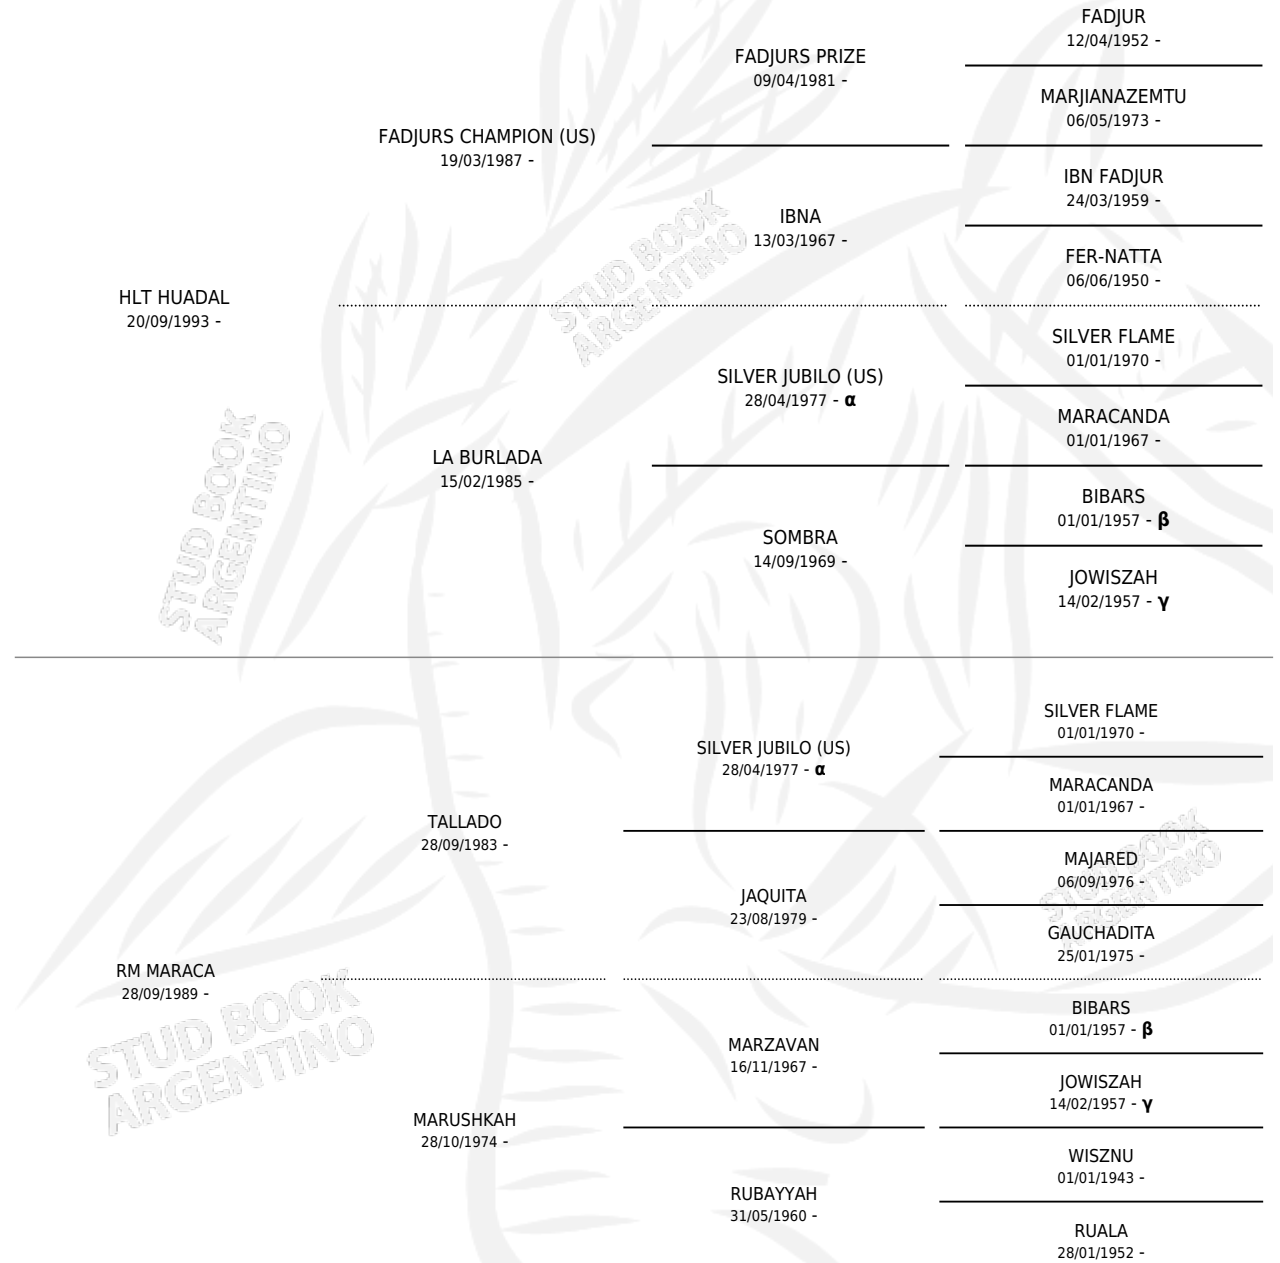 FADJUR
12/04/1952 -
FADJURS PRIZE
09/04/1981 -
MARJIANAZEMTU
06/05/1973 -
FADJURS CHAMPION (US)
19/03/1987 -
IBN FADJUR
24/03/1959 -
IBNA
13/03/1967 -
FER-NATTA
06/06/1950 -
HLT HUADAL
20/09/1993 -
SILVER FLAME
01/01/1970 -
SILVER JUBILO (US)
28/04/1977 - α
MARACANDA
01/01/1967 -
LA BURLADA
15/02/1985 -
BIBARS
01/01/1957 - β
SOMBRA
14/09/1969 -
JOWISZAH
14/02/1957 - γ
STUD BOOK
ARGENTINO
STUD BOOK
ARGENTINO
SILVER FLAME
01/01/1970 -
SILVER JUBILO (US)
28/04/1977 - α
MARACANDA
01/01/1967 -
TALLADO
28/09/1983 -
MAJARED
06/09/1976 -
JAQUITA
23/08/1979 -
GAUCHADITA
25/01/1975 -
RM MARACA
28/09/1989 -
BIBARS
01/01/1957 - β
MARZAVAN
16/11/1967 -
JOWISZAH
14/02/1957 - γ
MARUSHKAH
28/10/1974 -
WISZNU
01/01/1943 -
RUBAYYAH
31/05/1960 -
RUALA
28/01/1952 -
STUD BOOK
ARGENTINO
STUD BOOK
ARGENTINO